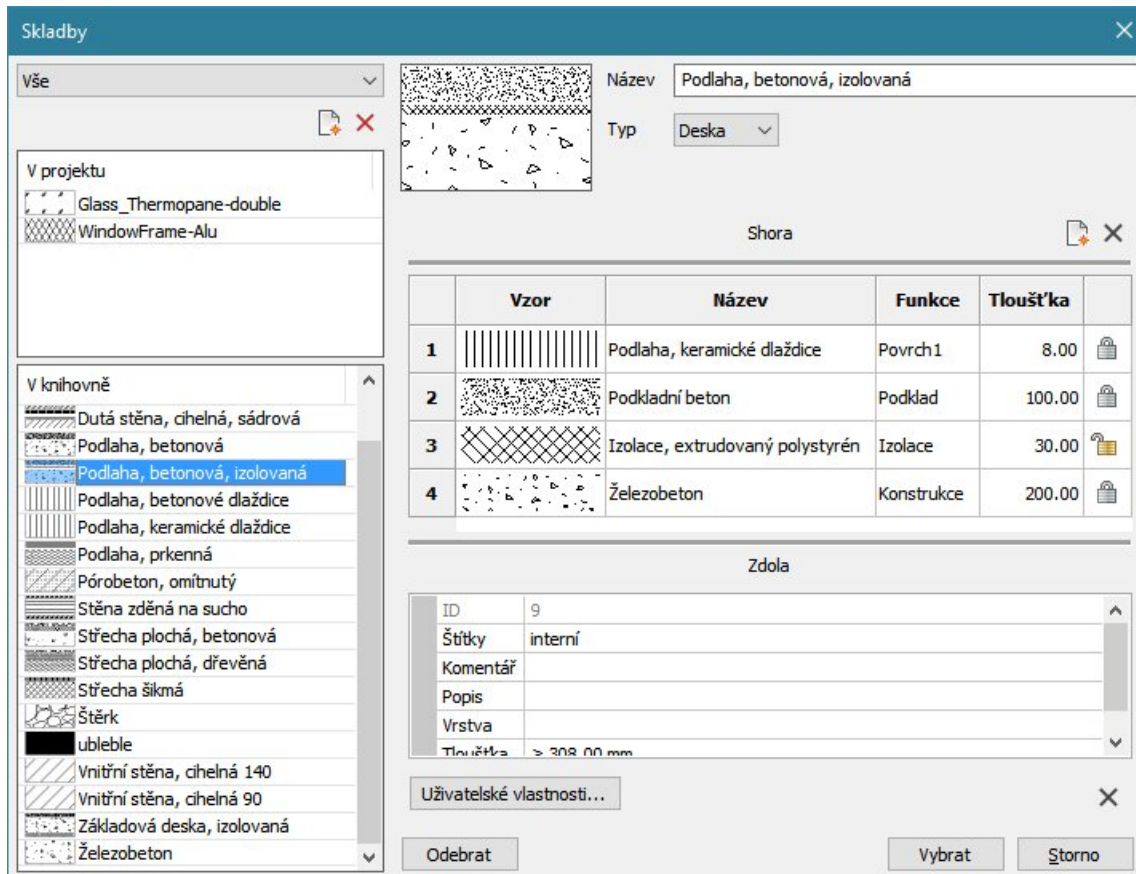 Skladby
Vše
V projektu
Glass_Thermopane-double
WindowFrame-Alu
V knihovně
Dutá stěna, cihelná, sádrová
Podlaha, betonová
Podlaha, betonová, izolovaná
Podlaha, betonové dlaždice
Podlaha, keramické dlaždice
Podlaha, prkenná
Pórobeton, omítnutý
Stěna zděná na sucho
Střecha plochá, betonová
Střecha plochá, dřevěná
Střecha šikmá
Štěrk
ubleble
Vnitřní stěna, cihelná 140
Vnitřní stěna, cihelná 90
Základová deska, izolovaná
Železobeton
Název Podlaha, betonová, izolovaná
Typ Deska
Shora
Vzor Název Funkce Tloušťka
1 Podlaha, keramické dlaždice Povrch1 8.00
2 Podkladní beton Podklad 100.00
3 Izolace, extrudovaný polystyrén Izolace 30.00
4 Železobeton Konstrukce 200.00
Zdola
ID 9
Štítky interní
Komentář
Popis
Vrstva
Tloušťka > 308.00 mm
Uživatelské vlastnosti...
Odebrat Vybrat Storno